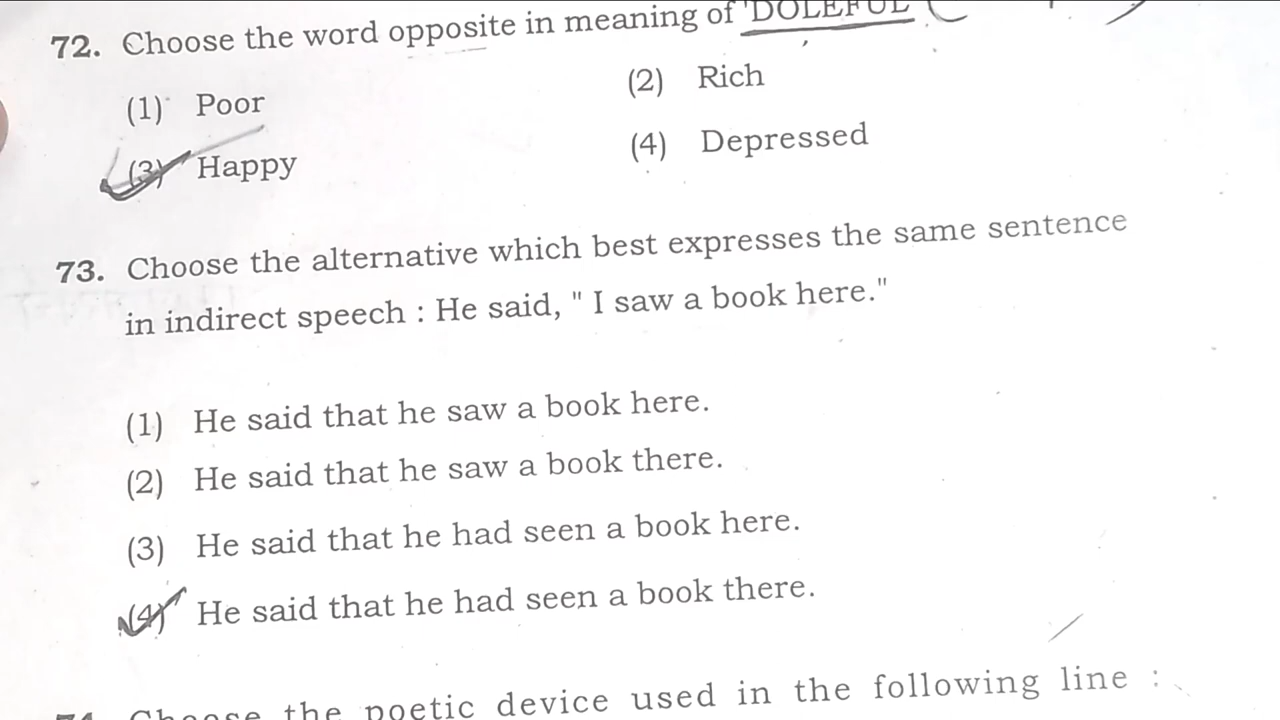 72. Choose the word opposite in meaning of 'DOLEFUL'
(1) Poor
(2) Rich
(3) Happy
(4) Depressed
73. Choose the alternative which best expresses the same sentence
in indirect speech : He said, " I saw a book here."
(1) He said that he saw a book here.
(2) He said that he saw a book there.
(3) He said that he had seen a book here.
(4) He said that he had seen a book there.
74. Choose the poetic device used in the following line :